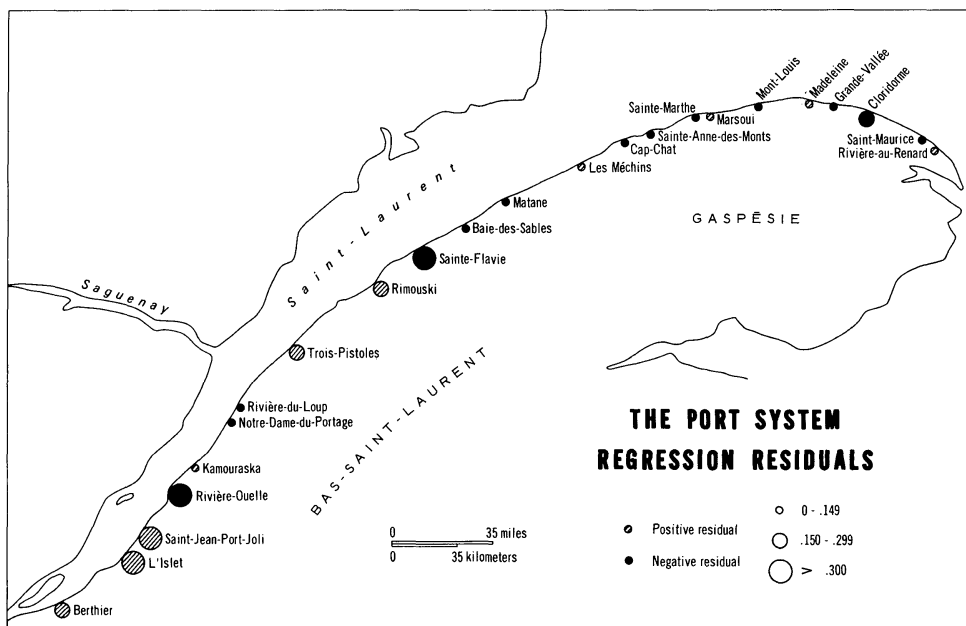 Mont-Louis
Madeleine
Grande-Vallée
Cloridorme
Sainte-Marthe
Marsoui
Saint-Maurice
Sainte-Anne-des-Monts
Rivière-au-Renard
Cap-Chat
Les Méchins
Matane
GASPÉSIE
Baie-des-Sables
Saint-Laurent
Sainte-Flavie
Saguenay
Rimouski
Trois-Pistoles
Rivière-du-Loup
Notre-Dame-du-Portage
BAS-SAINT-LAURENT
Kamouraska
Rivière-Ouelle
Saint-Jean-Port-Joli
L'Islet
Berthier
THE PORT SYSTEM
REGRESSION RESIDUALS
0 35 miles
0 35 kilometers
Positive residual
Negative residual
0 - .149
.150 - .299
> .300